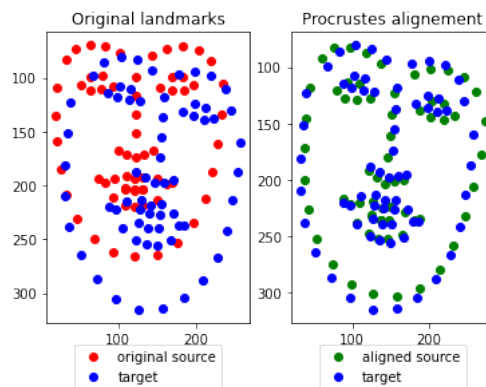 Original landmarks
Procrustes alignement
100
150
200
250
300
100
200
100
150
200
250
300
100
200
original source
target
aligned source
target